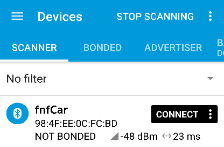 Devices STOP SCANNING
SCANNER BONDED ADVERTISER
No filter
fnfCar
98:4F:EE:0C:FC:BD
CONNECT
NOT BONDED -48 dBm ↔ 23 ms